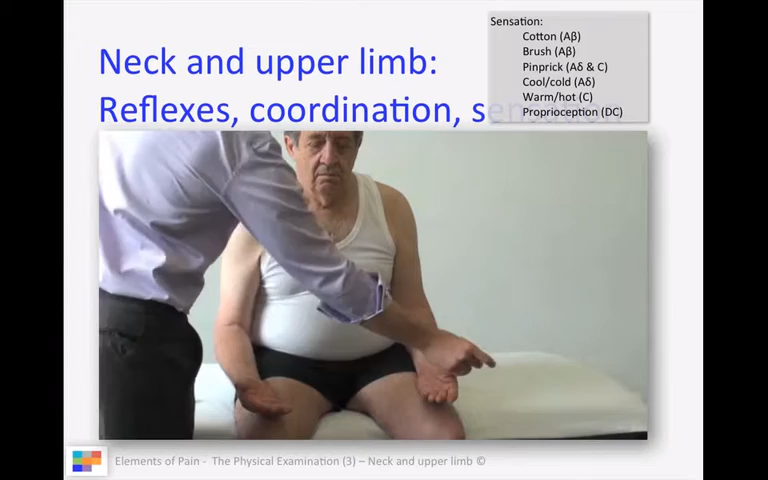 Neck and upper limb:
Reflexes, coordination, sensation
Sensation:
Cotton (Aβ)
Brush (Aβ)
Pinprick (Aδ & C)
Cool/cold (Aδ)
Warm/hot (C)
Proprioception (DC)
Elements of Pain - The Physical Examination (3) – Neck and upper limb ©